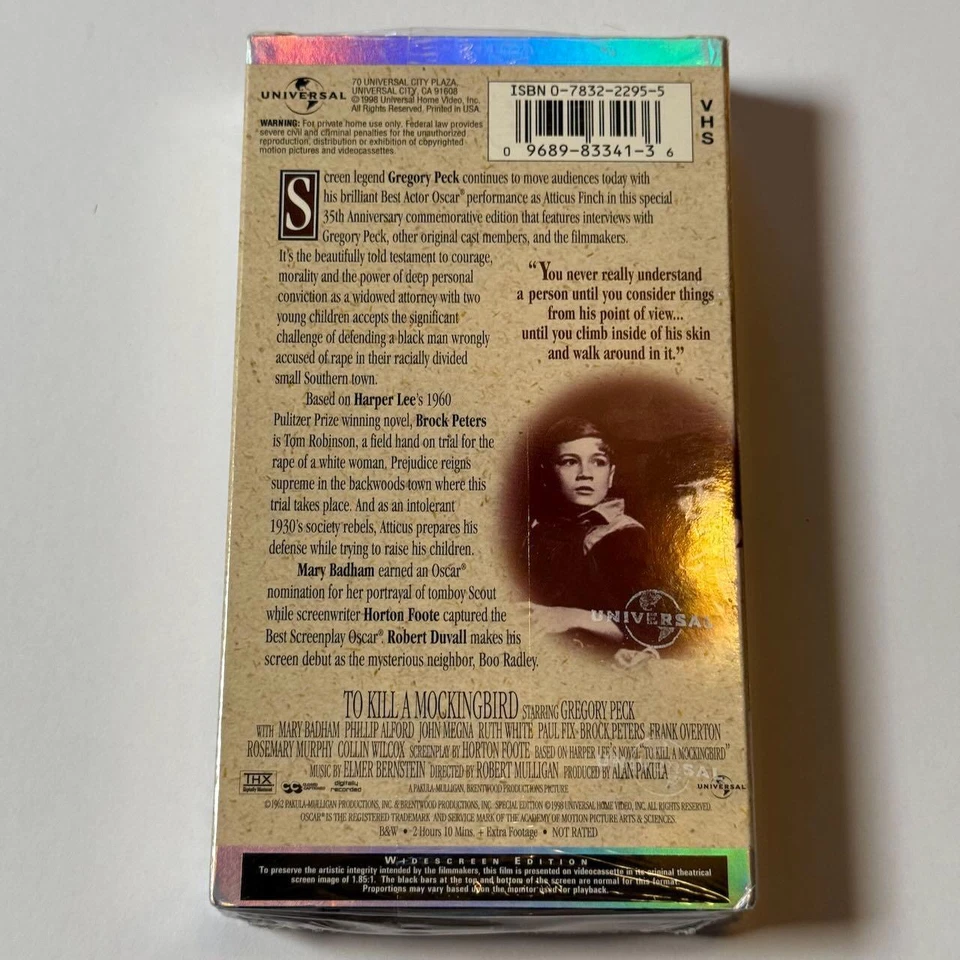 UNIVERSAL
70 UNIVERSAL CITY PLAZA.
UNIVERSAL CITY, CA 91608
©1998 Universal Home Video, Inc.
All Rights Reserved. Printed in USA.
WARNING: For private home use only. Federal law provides
severe civil and criminal penalties for the unauthorized
reproduction, distribution or exhibition of copyrighted
motion pictures and videocassettes.
ISBN 0-7832-2295-5
0 9689-83341-3 6
VHS
Screen legend Gregory Peck continues to move audiences today with
his brilliant Best Actor Oscar® performance as Atticus Finch in this special
35th Anniversary commemorative edition that features interviews with
Gregory Peck, other original cast members, and the filmmakers.
It's the beautifully told testament to courage,
morality and the power of deep personal
conviction as a widowed attorney with two
young children accepts the significant
challenge of defending a black man wrongly
accused of rape in their racially divided
small Southern town.
Based on Harper Lee's 1960
Pulitzer Prize winning novel, Brock Peters
is Tom Robinson, a field hand on trial for the
rape of a white woman. Prejudice reigns
supreme in the backwoods town where this
trial takes place. And as an intolerant
1930's society rebels, Atticus prepares his
defense while trying to raise his children.
Mary Badham earned an Oscar®
nomination for her portrayal of tomboy Scout
while screenwriter Horton Foote captured the
Best Screenplay Oscar®. Robert Duvall makes his
screen debut as the mysterious neighbor, Boo Radley.
“You never really understand
a person until you consider things
from his point of view...
until you climb inside of his skin
and walk around in it.”
UNIVERSAL
TO KILL A MOCKINGBIRD STARRING GREGORY PECK
WITH MARY BADHAM PHILLIP ALFORD JOHN MEGNA RUTH WHITE PAUL FIX BROCK PETERS FRANK OVERTON
ROSEMARY MURPHY COLLIN WILCOX SCREENPLAY BY HORTON FOOTE BASED ON HARPER LEE'S NOVEL "TO KILL A MOCKINGBIRD"
MUSIC BY ELMER BERNSTEIN DIRECTED BY ROBERT MULLIGAN PRODUCED BY ALAN PAKULA
A PAKULA-MULLIGAN, BRENTWOOD PRODUCTIONS PICTURE
THX
Digitally Mastered
CLOSED CAPTIONED
digitally recorded
UNIVERSAL
©1962 PAKULA-MULLIGAN PRODUCTIONS, INC. & BRENTWOOD PRODUCTIONS, INC. SPECIAL EDITION ©1998 UNIVERSAL HOME VIDEO, INC. ALL RIGHTS RESERVED.
OSCAR® IS THE REGISTERED TRADEMARK AND SERVICE MARK OF THE ACADEMY OF MOTION PICTURE ARTS & SCIENCES.
B&W • 2 Hours 10 Mins. + Extra Footage • NOT RATED
WIDESCREEN EDITION
To preserve the artistic integrity intended by the filmmakers, this film is presented on videocassette in its original theatrical
screen image of 1.85:1. The black bars at the top and bottom of the screen are normal for this format.
Proportions may vary based upon the monitor used for playback.